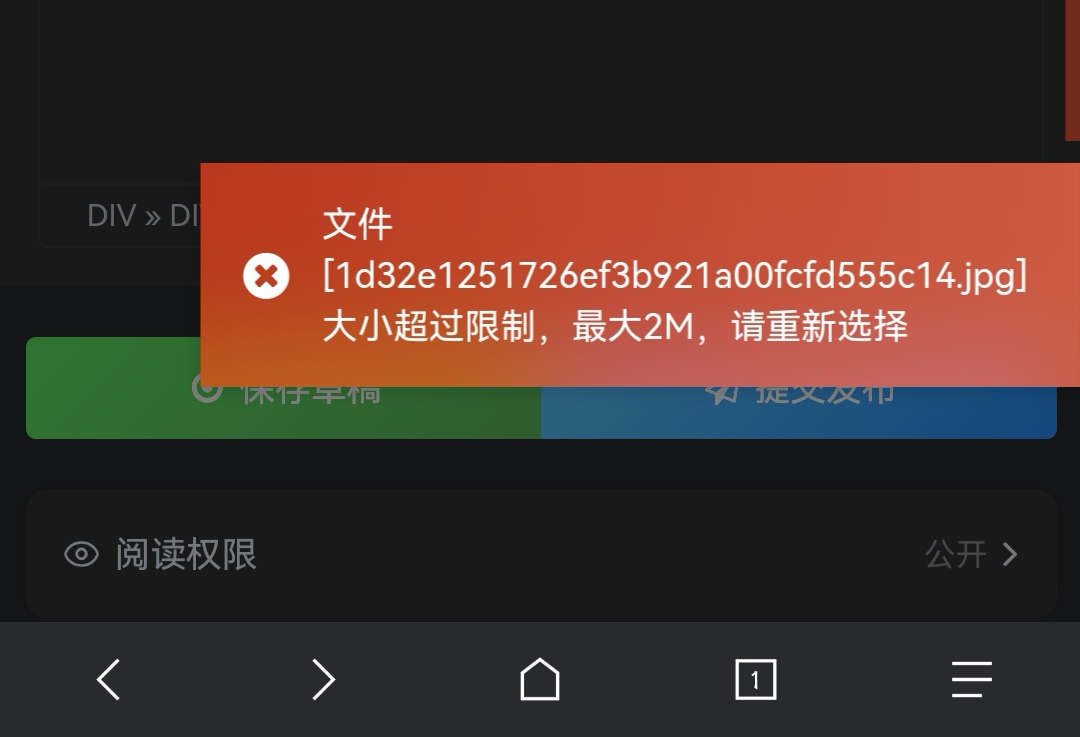 DIV » DI
文件
[1d32e1251726ef3b921a00fcfd555c14.jpg]
大小超过限制，最大2M，请重新选择
保存草稿
提交发布
阅读权限
公开
1